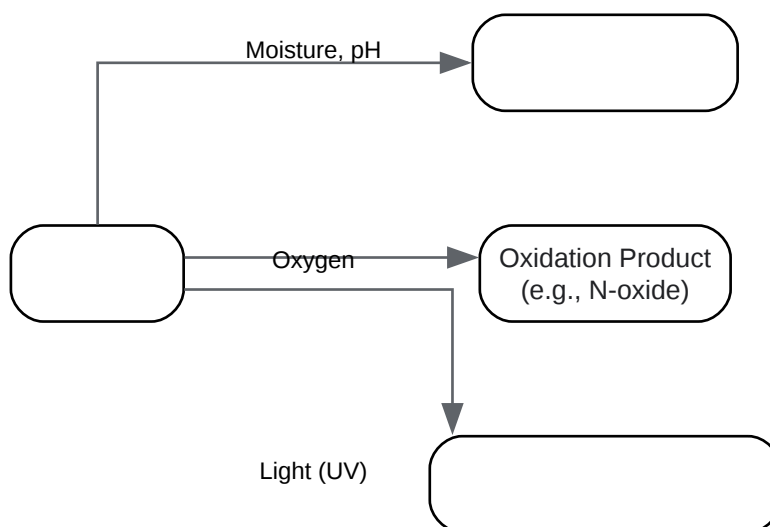 Moisture, pH
Oxygen
Oxidation Product
(e.g., N-oxide)
Light (UV)